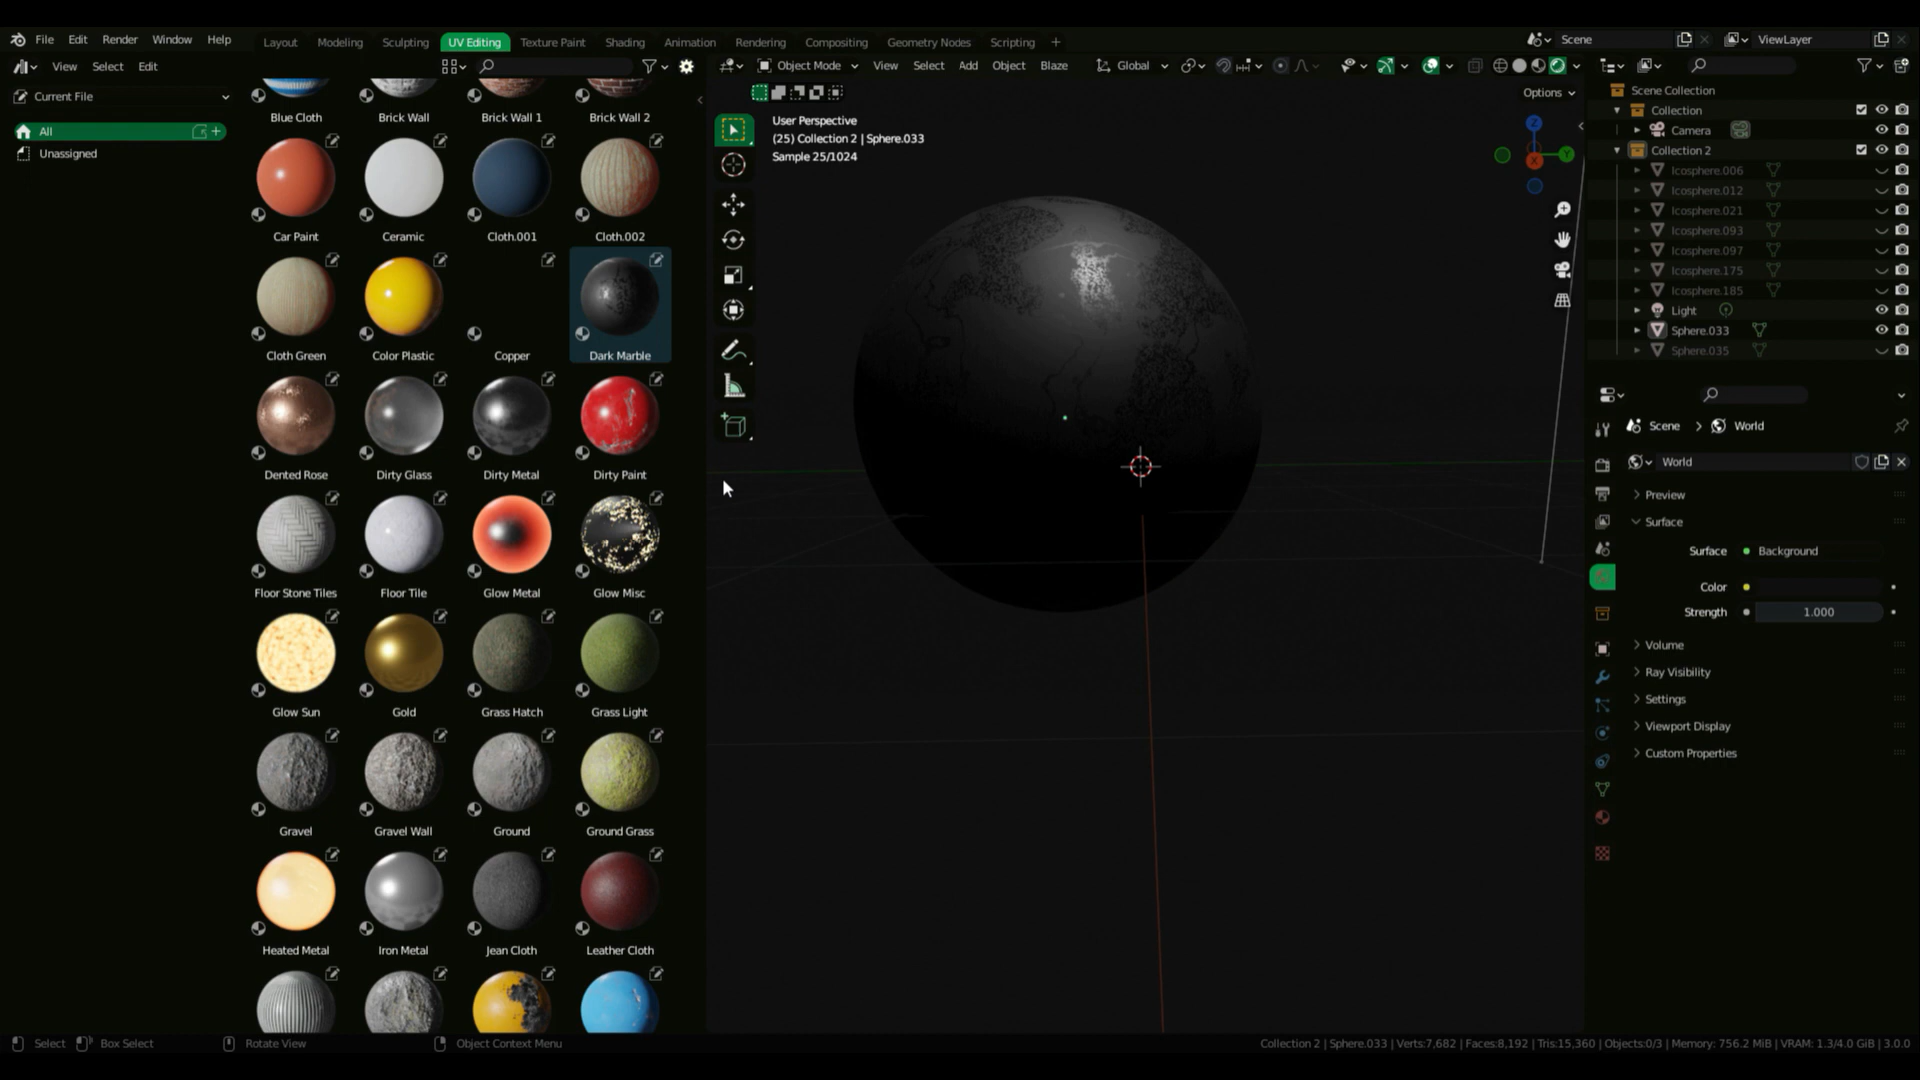 File Edit Render Window Help Layout Modeling Sculpting UV Editing Texture Paint Shading Animation Rendering Compositing Geometry Nodes Scripting + Scene ViewLayer
View Select Edit
Object Mode View Select Add Object Blaze Global
Options
Current File
All
Unassigned
Blue Cloth Brick Wall Brick Wall 1 Brick Wall 2
Car Paint Ceramic Cloth.001 Cloth.002
Cloth Green Color Plastic Copper Dark Marble
Dented Rose Dirty Glass Dirty Metal Dirty Paint
Floor Stone Tiles Floor Tile Glow Metal Glow Misc
Glow Sun Gold Grass Hatch Grass Light
Gravel Gravel Wall Ground Ground Grass
Heated Metal Iron Metal Jean Cloth Leather Cloth
User Perspective
(25) Collection 2 | Sphere.033
Sample 25/1024
Z
Y
X
Scene Collection
Collection
Camera
Collection 2
Icosphere.006
Icosphere.012
Icosphere.021
Icosphere.093
Icosphere.097
Icosphere.175
Icosphere.185
Light
Sphere.033
Sphere.035
Scene > World
World
Preview
Surface
Surface Background
Color
Strength 1.000
Volume
Ray Visibility
Settings
Viewport Display
Custom Properties
Select Box Select Rotate View Object Context Menu
Collection 2 | Sphere.033 | Verts:7,682 | Faces:8,192 | Tris:15,360 | Objects:0/3 | Memory: 756.2 MiB | VRAM: 1.3/4.0 GiB | 3.0.0